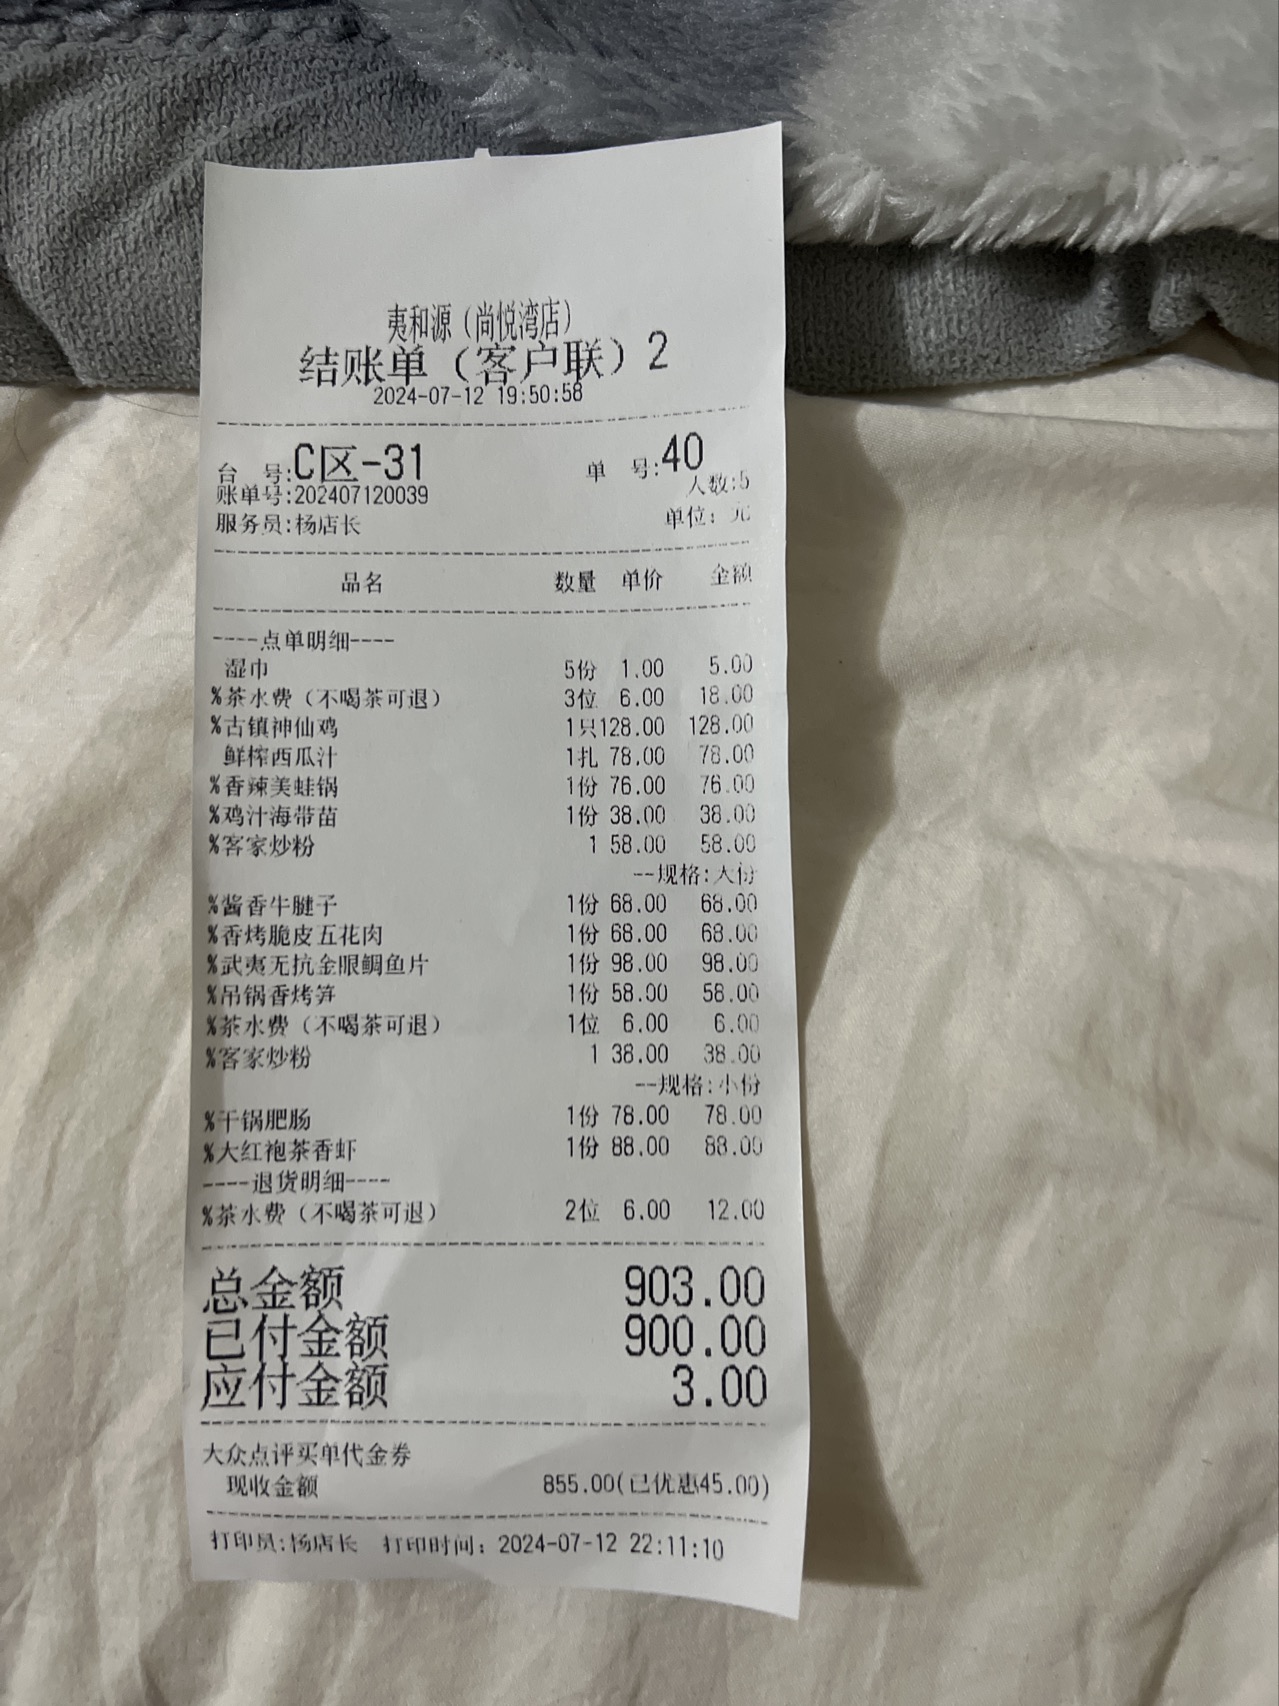 夷和源（尚悦湾店）
结账单（客户联）2
2024-07-12 19:50:58
台 号:C区-31 单 号:40
账单号:202407120039 人数:5
服务员:杨店长 单位：元
品名 数量 单价 金额
----点单明细----
湿巾 5份 1.00 5.00
%茶水费（不喝茶可退） 3位 6.00 18.00
%古镇神仙鸡 1只128.00 128.00
鲜榨西瓜汁 1扎 78.00 78.00
%香辣美蛙锅 1份 76.00 76.00
%鸡汁海带苗 1份 38.00 38.00
%客家炒粉 1 58.00 58.00
--规格:大份
%酱香牛腱子 1份 68.00 68.00
%香烤脆皮五花肉 1份 68.00 68.00
%武夷无抗金眼鲷鱼片 1份 98.00 98.00
%吊锅香烤笋 1份 58.00 58.00
%茶水费（不喝茶可退） 1位 6.00 6.00
%客家炒粉 1 38.00 38.00
--规格:小份
%干锅肥肠 1份 78.00 78.00
%大红袍茶香虾 1份 88.00 88.00
----退货明细----
%茶水费（不喝茶可退） 2位 6.00 12.00
总金额 903.00
已付金额 900.00
应付金额 3.00
大众点评买单代金券
现收金额 855.00(已优惠45.00)
打印员:杨店长 打印时间：2024-07-12 22:11:10